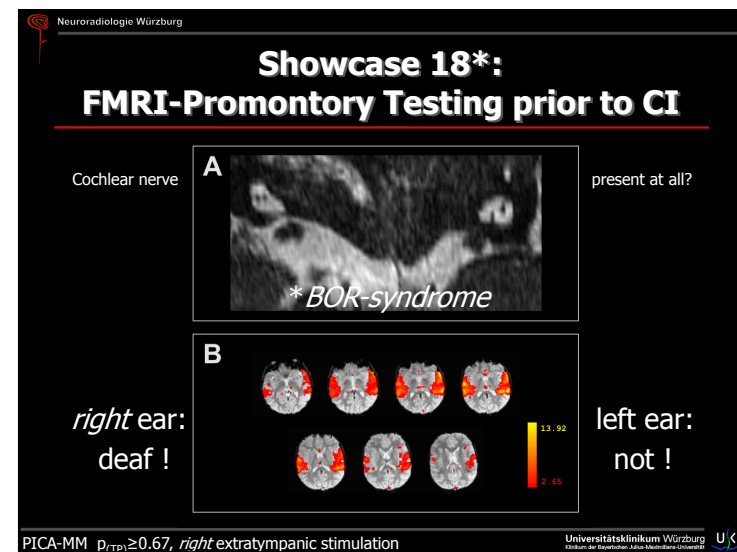 Neuroradiologie Würzburg
Showcase 18*:
FMRI-Promontory Testing prior to CI
Cochlear nerve
A
present at all?
*BOR-syndrome
B
right ear:
deaf !
13.92
2.65
left ear:
not !
PICA-MM p(TP)≥0.67, right extratympanic stimulation
Universitätsklinikum Würzburg
Klinikum der Bayerischen Julius-Maximilians-Universität
UK